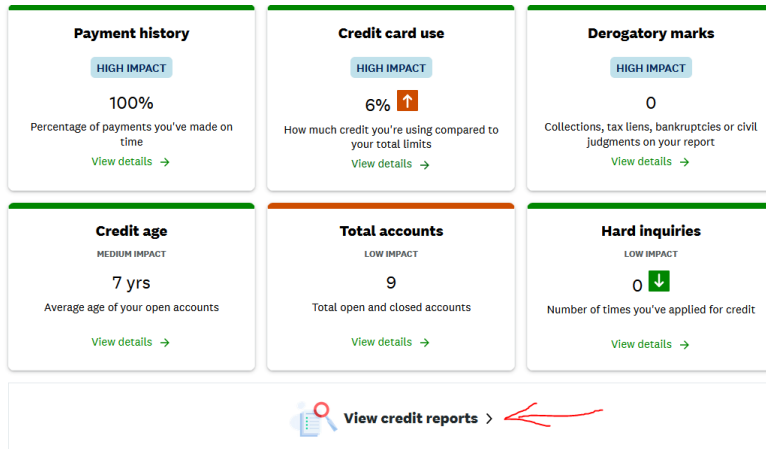 Payment history
HIGH IMPACT
100%
Percentage of payments you've made on
time
View details
Credit card use
HIGH IMPACT
6%
How much credit you're using compared to
your total limits
View details
Derogatory marks
HIGH IMPACT
0
Collections, tax liens, bankruptcies or civil
judgments on your report
View details
Credit age
MEDIUM IMPACT
7 yrs
Average age of your open accounts
View details
Total accounts
LOW IMPACT
9
Total open and closed accounts
View details
Hard inquiries
LOW IMPACT
0
Number of times you've applied for credit
View details
View credit reports